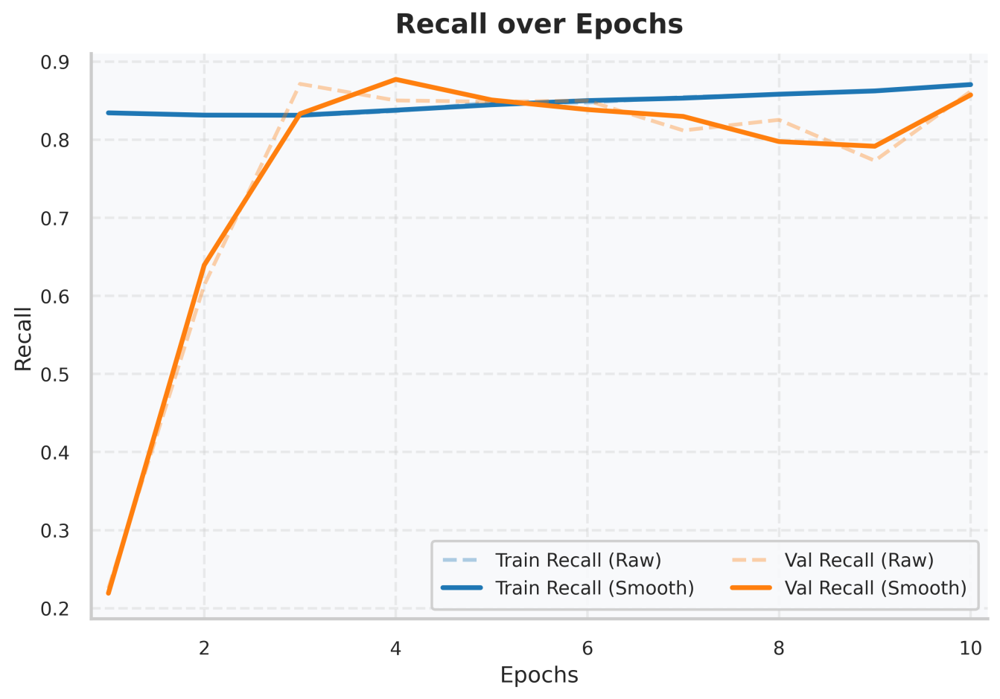 Recall over Epochs
0.9
0.8
0.7
0.6
0.5
0.4
0.3
0.2
Recall
Train Recall (Raw)
Train Recall (Smooth)
Val Recall (Raw)
Val Recall (Smooth)
2 4 6 8 10
Epochs